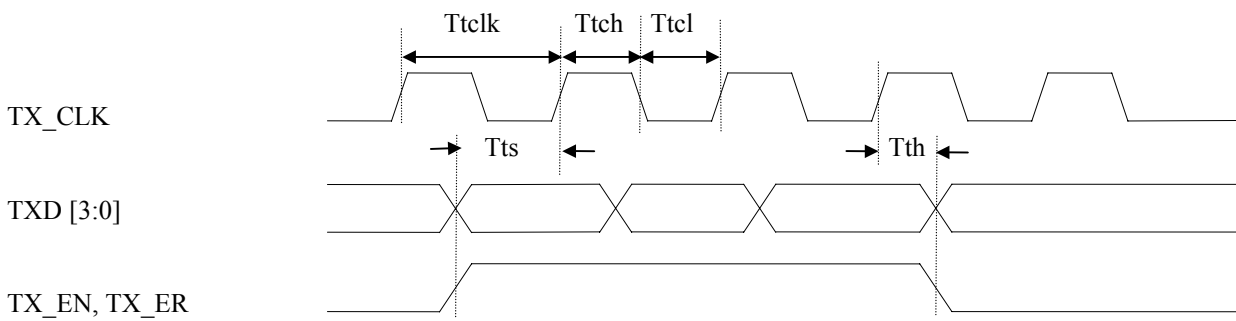 Ttclk Ttch Ttcl
TX_CLK
Tts Tth
TXD [3:0]
TX_EN, TX_ER